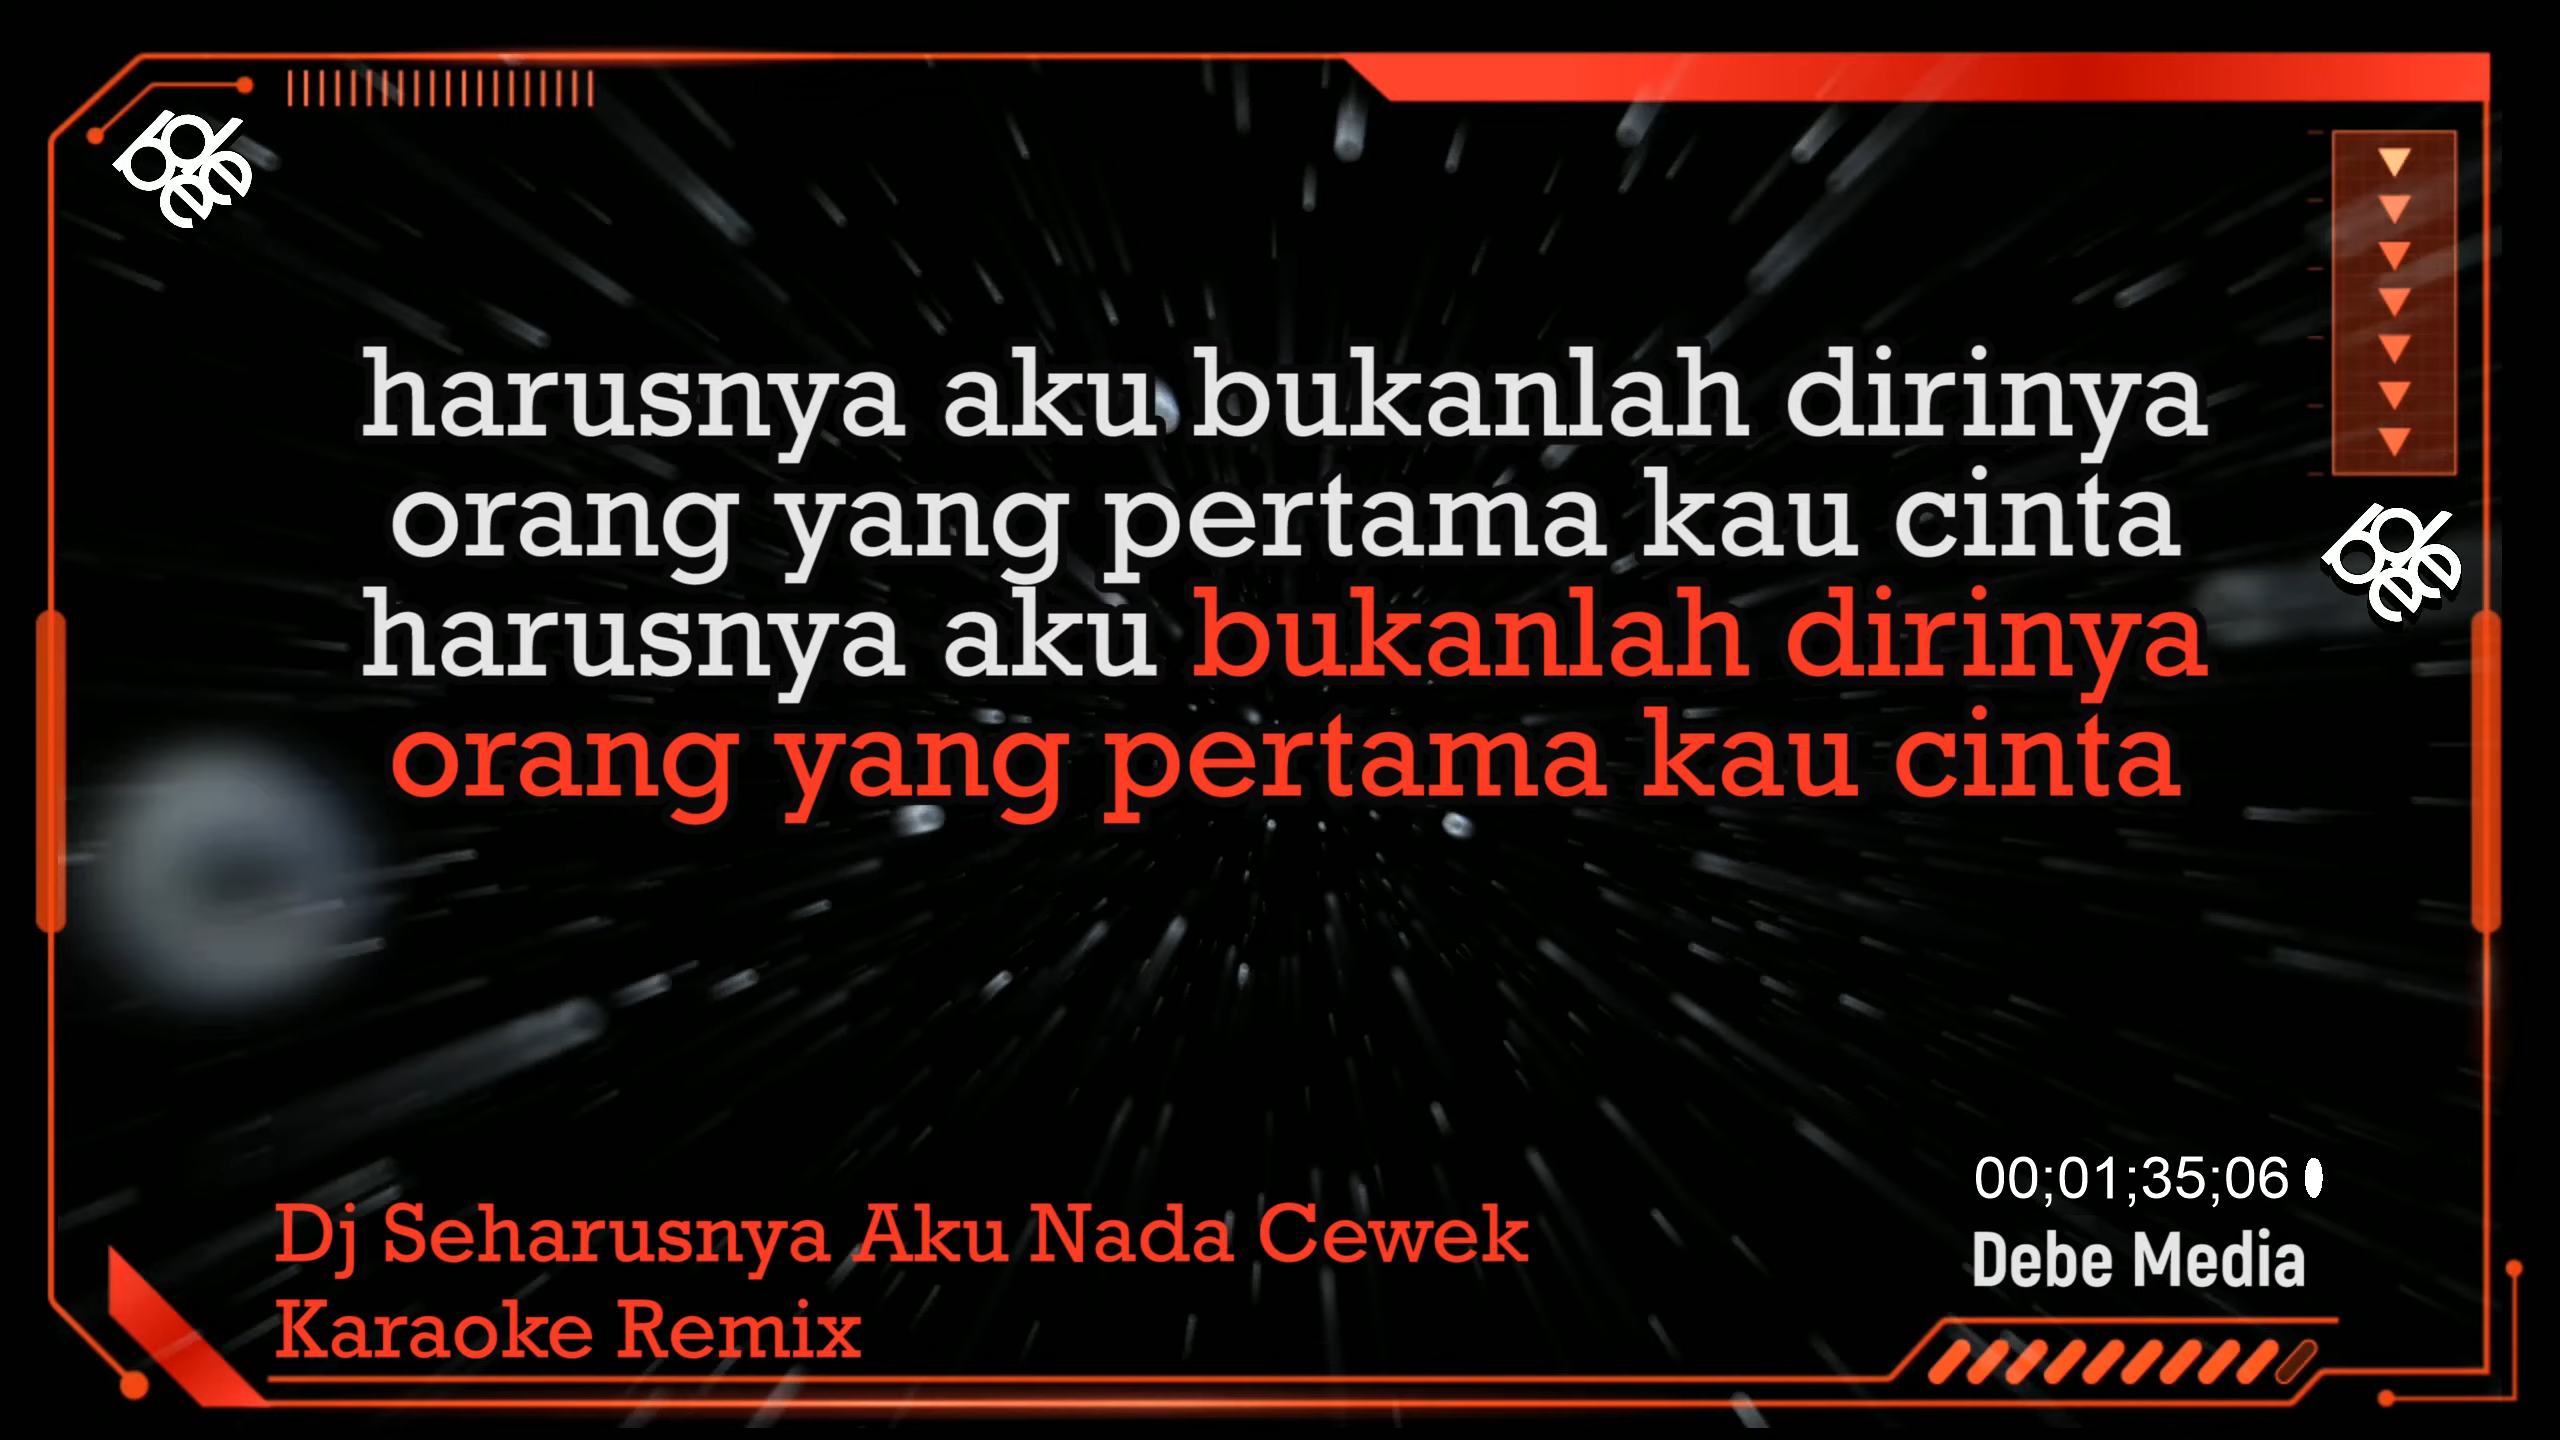 harusnya aku bukanlah dirinya
orang yang pertama kau cinta
harusnya aku bukanlah dirinya
orang yang pertama kau cinta
00;01;35;06
Debe Media
Dj Seharusnya Aku Nada Cewek
Karaoke Remix